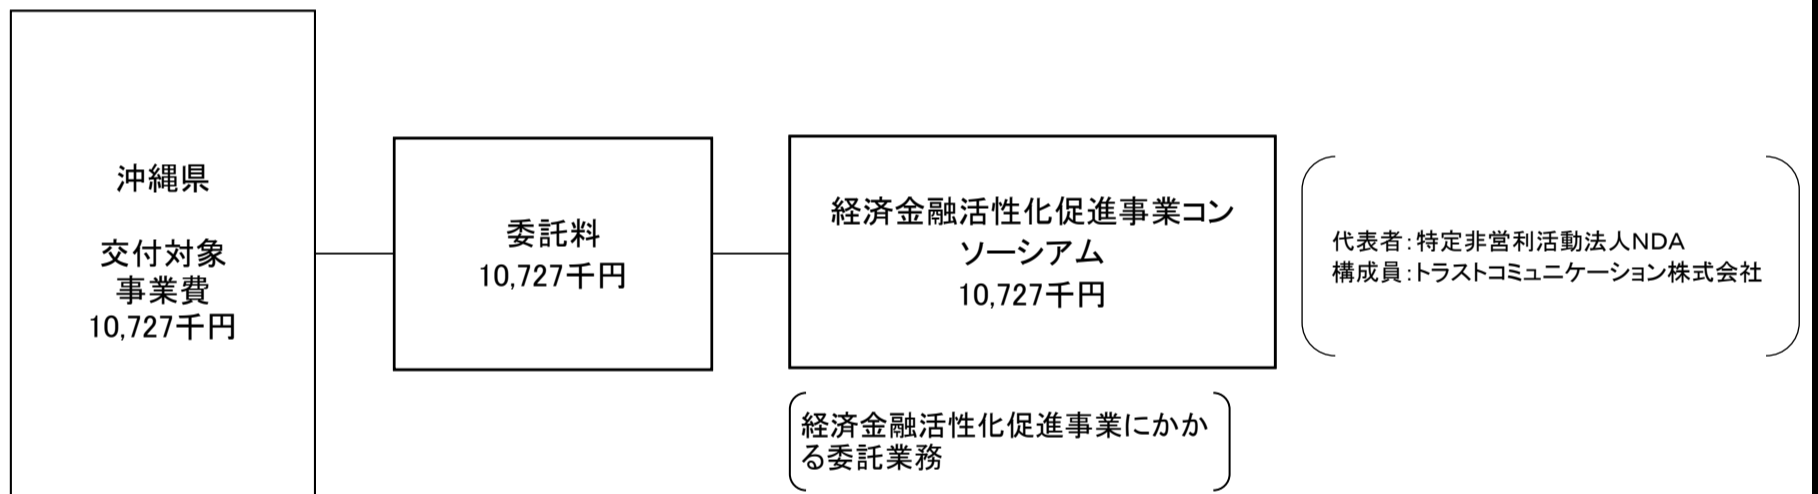 沖縄県
交付対象
事業費
10,727千円
委託料
10,727千円
経済金融活性化促進事業コン
ソーシアム
10,727千円
代表者：特定非営利活動法人NDA
構成員：トラストコミュニケーション株式会社
経済金融活性化促進事業にかか
る委託業務